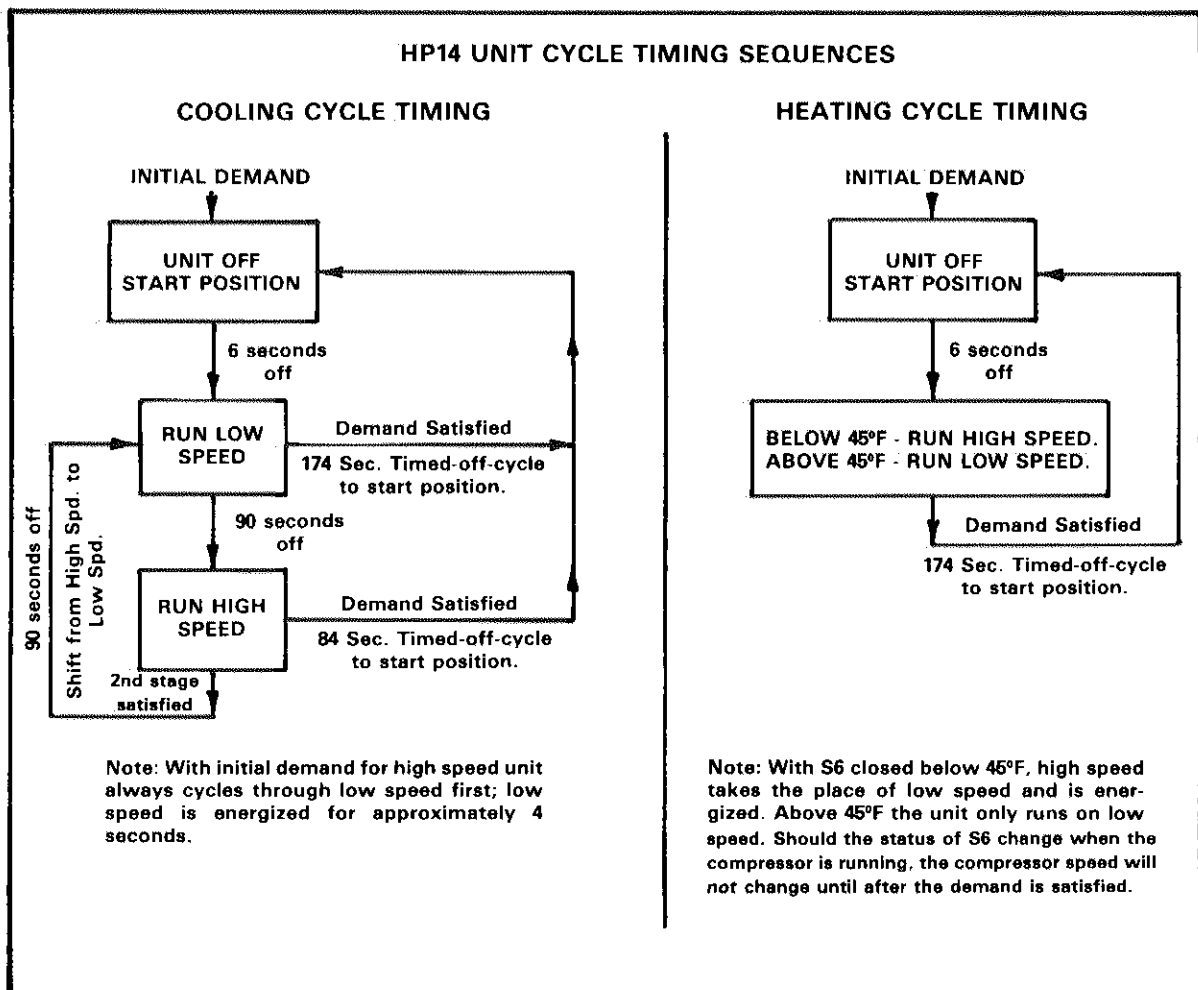 HP14 UNIT CYCLE TIMING SEQUENCES
COOLING CYCLE TIMING
INITIAL DEMAND
UNIT OFF
START POSITION
6 seconds
off
RUN LOW
SPEED
Demand Satisfied
174 Sec. Timed-off-cycle
to start position.
90 seconds
off
RUN HIGH
SPEED
Demand Satisfied
84 Sec. Timed-off-cycle
to start position.
2nd stage
satisfied
90 seconds off
Shift from High Spd. to
Low Spd.
Note: With initial demand for high speed unit
always cycles through low speed first; low
speed is energized for approximately 4
seconds.
HEATING CYCLE TIMING
INITIAL DEMAND
UNIT OFF
START POSITION
6 seconds
off
BELOW 45ºF - RUN HIGH SPEED.
ABOVE 45ºF - RUN LOW SPEED.
Demand Satisfied
174 Sec. Timed-off-cycle
to start position.
Note: With S6 closed below 45ºF, high speed
takes the place of low speed and is ener-
gized. Above 45ºF the unit only runs on low
speed. Should the status of S6 change when the
compressor is running, the compressor speed will
not change until after the demand is satisfied.